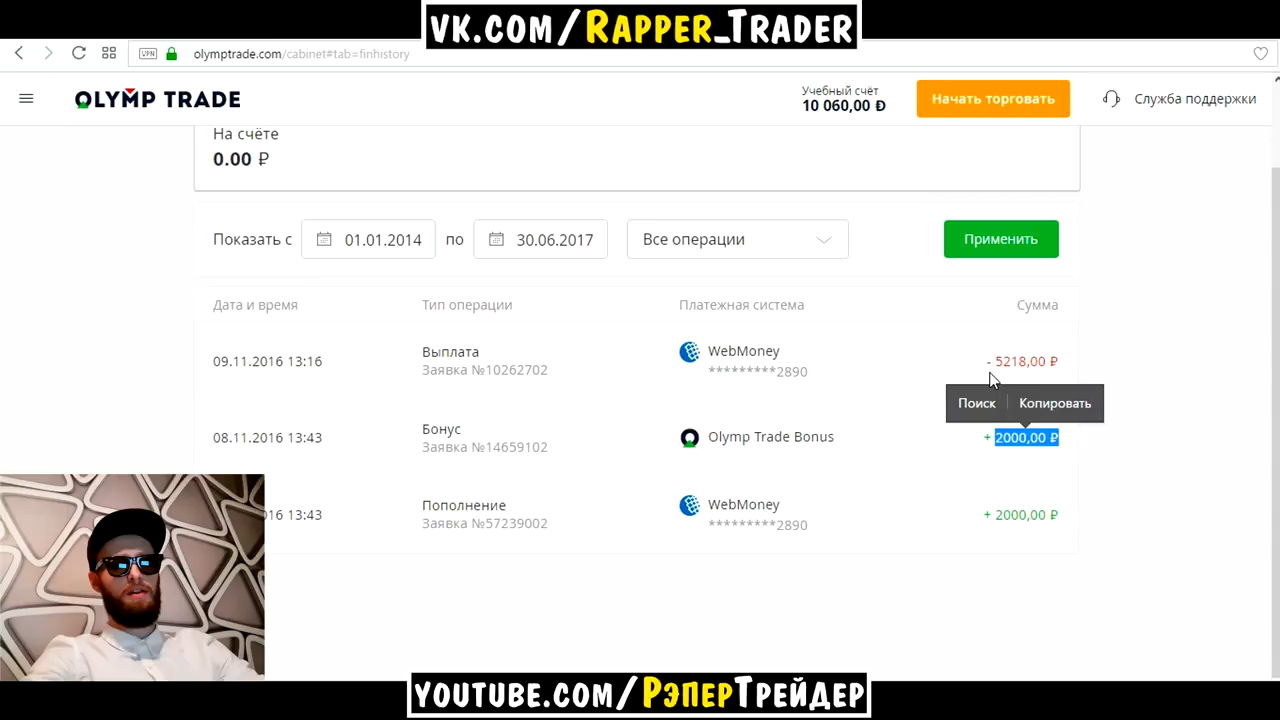 VK.COM/RAPPER_TRADER
VPN olymptrade.com/cabinet#tab=finhistory
OLYMP TRADE
Учебный счёт
10 060,00 Đ
Начать торговать
Служба поддержки
На счёте
0.00 ₽
Показать с 01.01.2014 по 30.06.2017 Все операции Применить
Дата и время Тип операции Платежная система Сумма
09.11.2016 13:16 Выплата WebMoney - 5218,00 ₽
Заявка №10262702 *********2890
Поиск Копировать
08.11.2016 13:43 Бонус Olymp Trade Bonus + 2000,00 ₽
Заявка №14659102
016 13:43 Пополнение WebMoney + 2000,00 ₽
Заявка №57239002 *********2890
YOUTUBE.COM/РЭПЕРТРЕЙДЕР